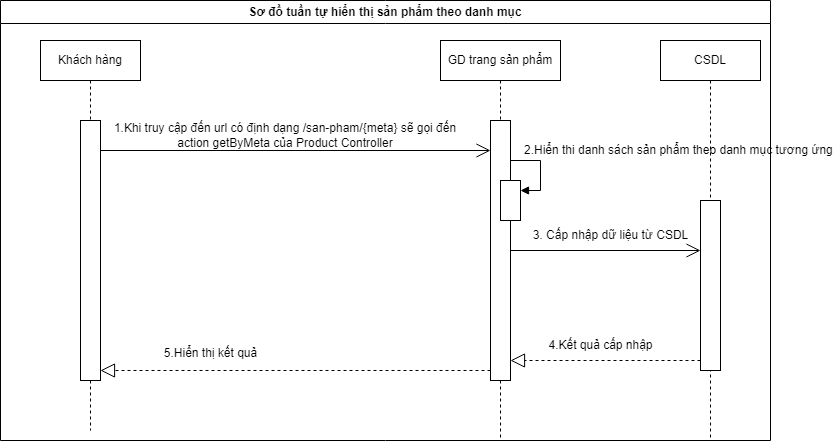 Sơ đồ tuần tự hiển thị sản phẩm theo danh mục
Khách hàng
GD trang sản phẩm
CSDL
1.Khi truy cập đến url có định dạng /san-pham/{meta} sẽ gọi đến
action getByMeta của Product Controller
2.Hiển thi danh sách sản phẩm thep danh mục tương ứng
3. Cấp nhập dữ liệu từ CSDL
4.Kết quả cấp nhập
5.Hiển thị kết quả